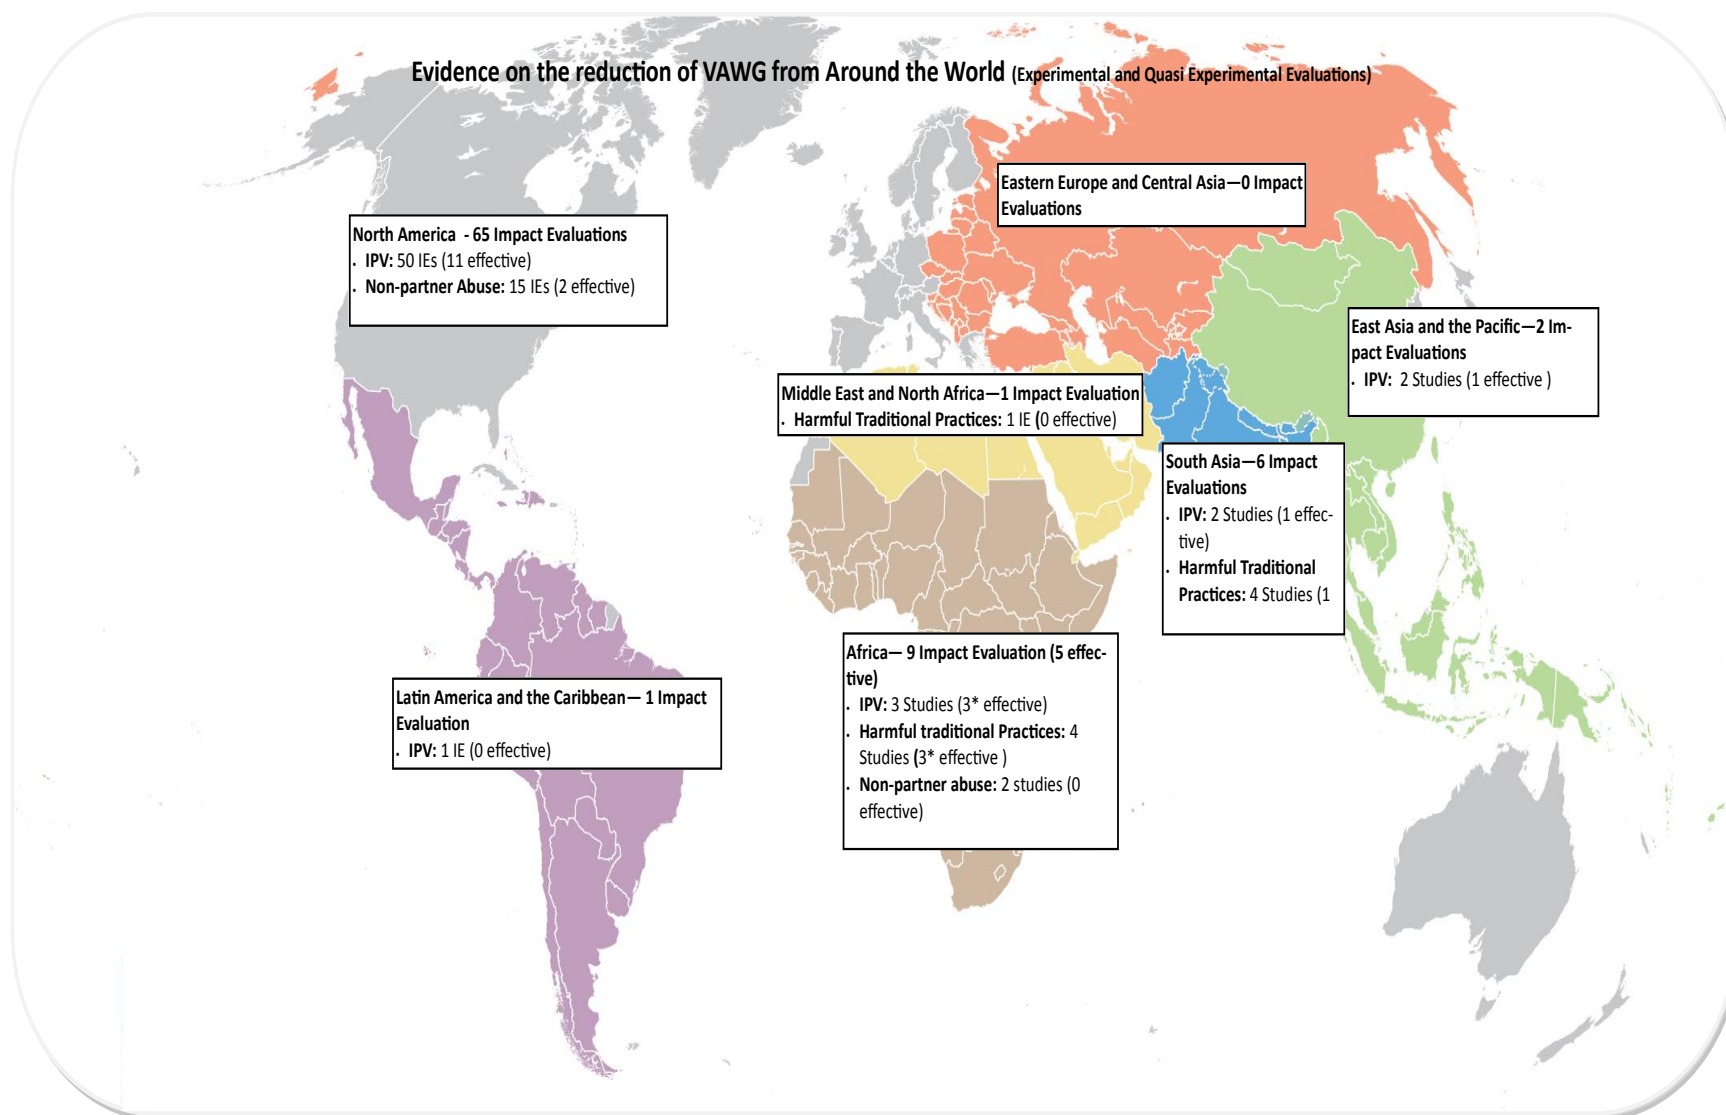 Evidence on the reduction of VAWG from Around the World (Experimental and Quasi Experimental Evaluations)
Eastern Europe and Central Asia—0 Impact
Evaluations
North America - 65 Impact Evaluations
. IPV: 50 IEs (11 effective)
. Non-partner Abuse: 15 IEs (2 effective)
East Asia and the Pacific—2 Im-
pact Evaluations
. IPV: 2 Studies (1 effective )
Middle East and North Africa—1 Impact Evaluation
. Harmful Traditional Practices: 1 IE (0 effective)
South Asia—6 Impact
Evaluations
. IPV: 2 Studies (1 effec-
tive)
. Harmful Traditional
Practices: 4 Studies (1
Africa— 9 Impact Evaluation (5 effec-
tive)
. IPV: 3 Studies (3* effective)
. Harmful traditional Practices: 4
Studies (3* effective )
. Non-partner abuse: 2 studies (0
effective)
Latin America and the Caribbean— 1 Impact
Evaluation
. IPV: 1 IE (0 effective)